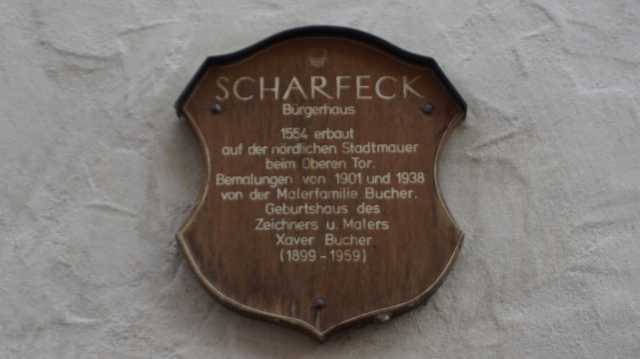 SCHARFECK
Bürgerhaus
1554 erbaut
auf der nördlichen Stadtmauer
beim Oberen Tor.
Bemalungen von 1901 und 1938
von der Malerfamilie Bucher.
Geburtshaus des
Zeichners u. Malers
Xaver Bucher
(1899 - 1959)